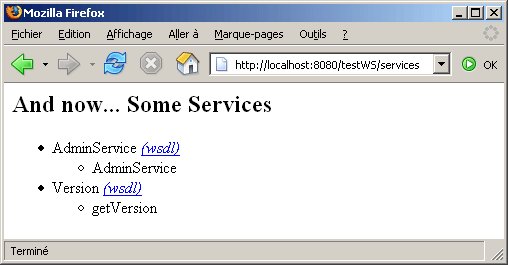 Mozilla Firefox
Fichier Edition Affichage Aller à Marque-pages Outils ?
http://localhost:8080/testWS/services OK
And now... Some Services
AdminService (wsdl)
AdminService
Version (wsdl)
getVersion
Terminé